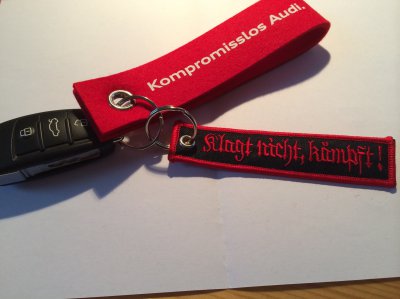 Kompromisslos Audi.
Klagt nicht, kämpft !